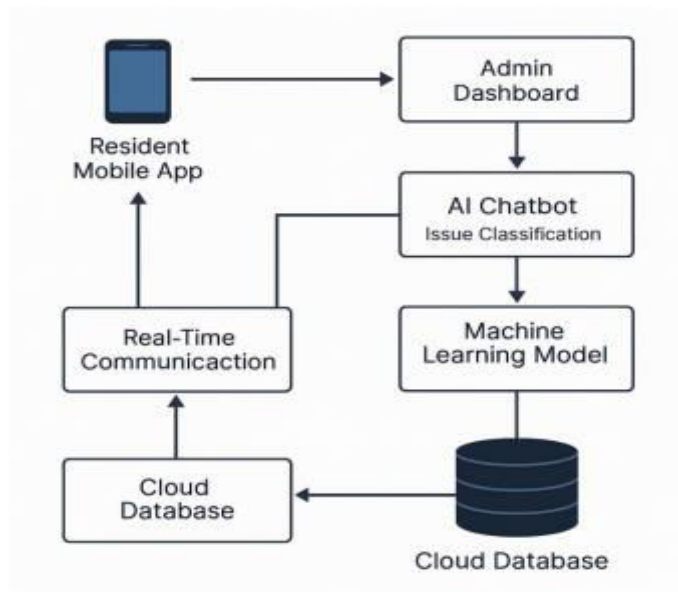 Admin
Dashboard
Resident
Mobile App
AI Chatbot
Issue Classification
Real-Time
Communicaction
Machine
Learning Model
Cloud
Database
Cloud Database